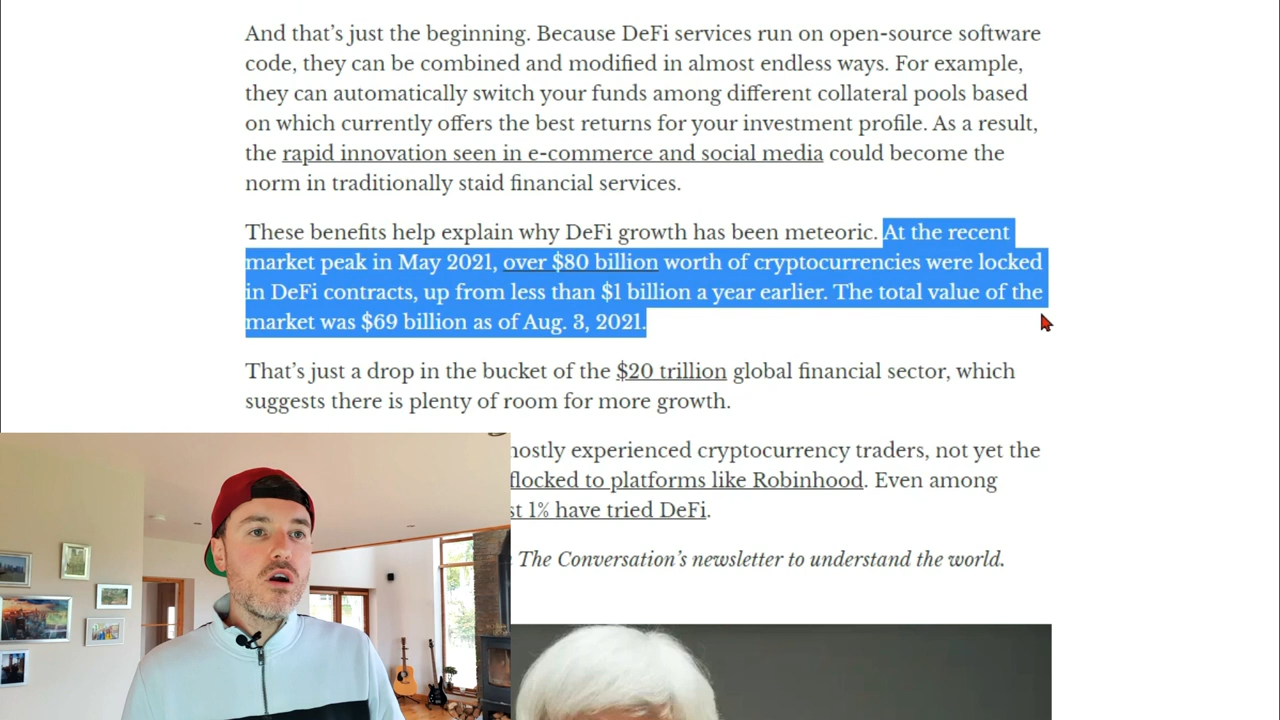 And that’s just the beginning. Because DeFi services run on open-source software
code, they can be combined and modified in almost endless ways. For example,
they can automatically switch your funds among different collateral pools based
on which currently offers the best returns for your investment profile. As a result,
the rapid innovation seen in e-commerce and social media could become the
norm in traditionally staid financial services.
These benefits help explain why DeFi growth has been meteoric. At the recent
market peak in May 2021, over $80 billion worth of cryptocurrencies were locked
in DeFi contracts, up from less than $1 billion a year earlier. The total value of the
market was $69 billion as of Aug. 3, 2021.
That’s just a drop in the bucket of the $20 trillion global financial sector, which
suggests there is plenty of room for more growth.
experienced cryptocurrency traders, not yet the
flocked to platforms like Robinhood. Even among
1% have tried DeFi.
The Conversation’s newsletter to understand the world.